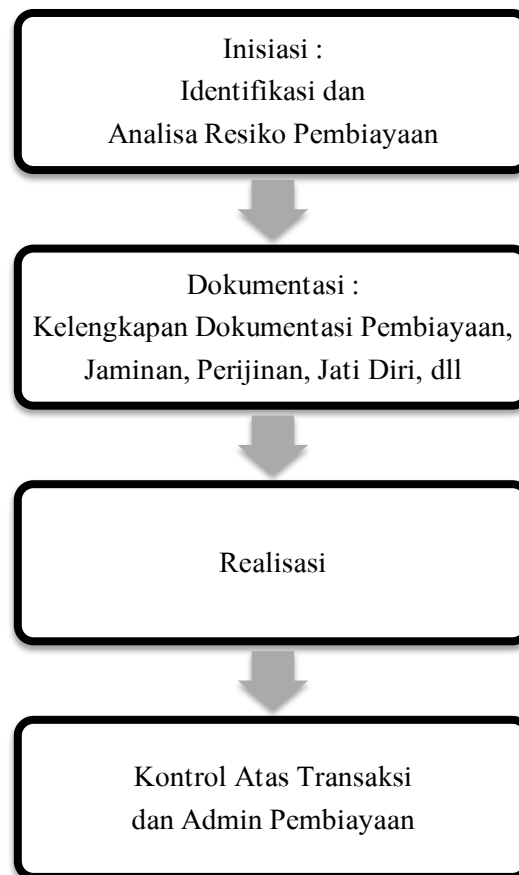 Inisiasi :
Identifikasi dan
Analisa Resiko Pembiayaan
Dokumentasi :
Kelengkapan Dokumentasi Pembiayaan,
Jaminan, Perijinan, Jati Diri, dll
Realisasi
Kontrol Atas Transaksi
dan Admin Pembiayaan